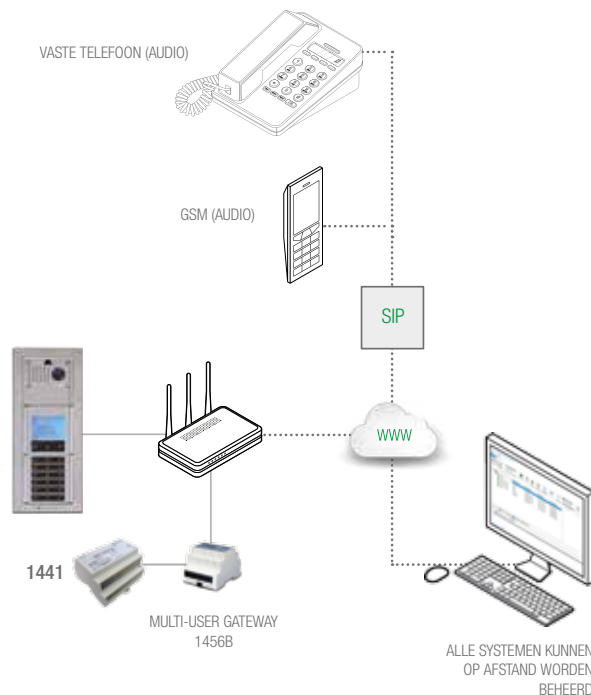 VASTE TELEFOON (AUDIO)
GSM (AUDIO)
SIP
WWW
1441
MULTI-USER GATEWAY
1456B
ALLE SYSTEMEN KUNNEN
OP AFSTAND WORDEN
BEHEERD